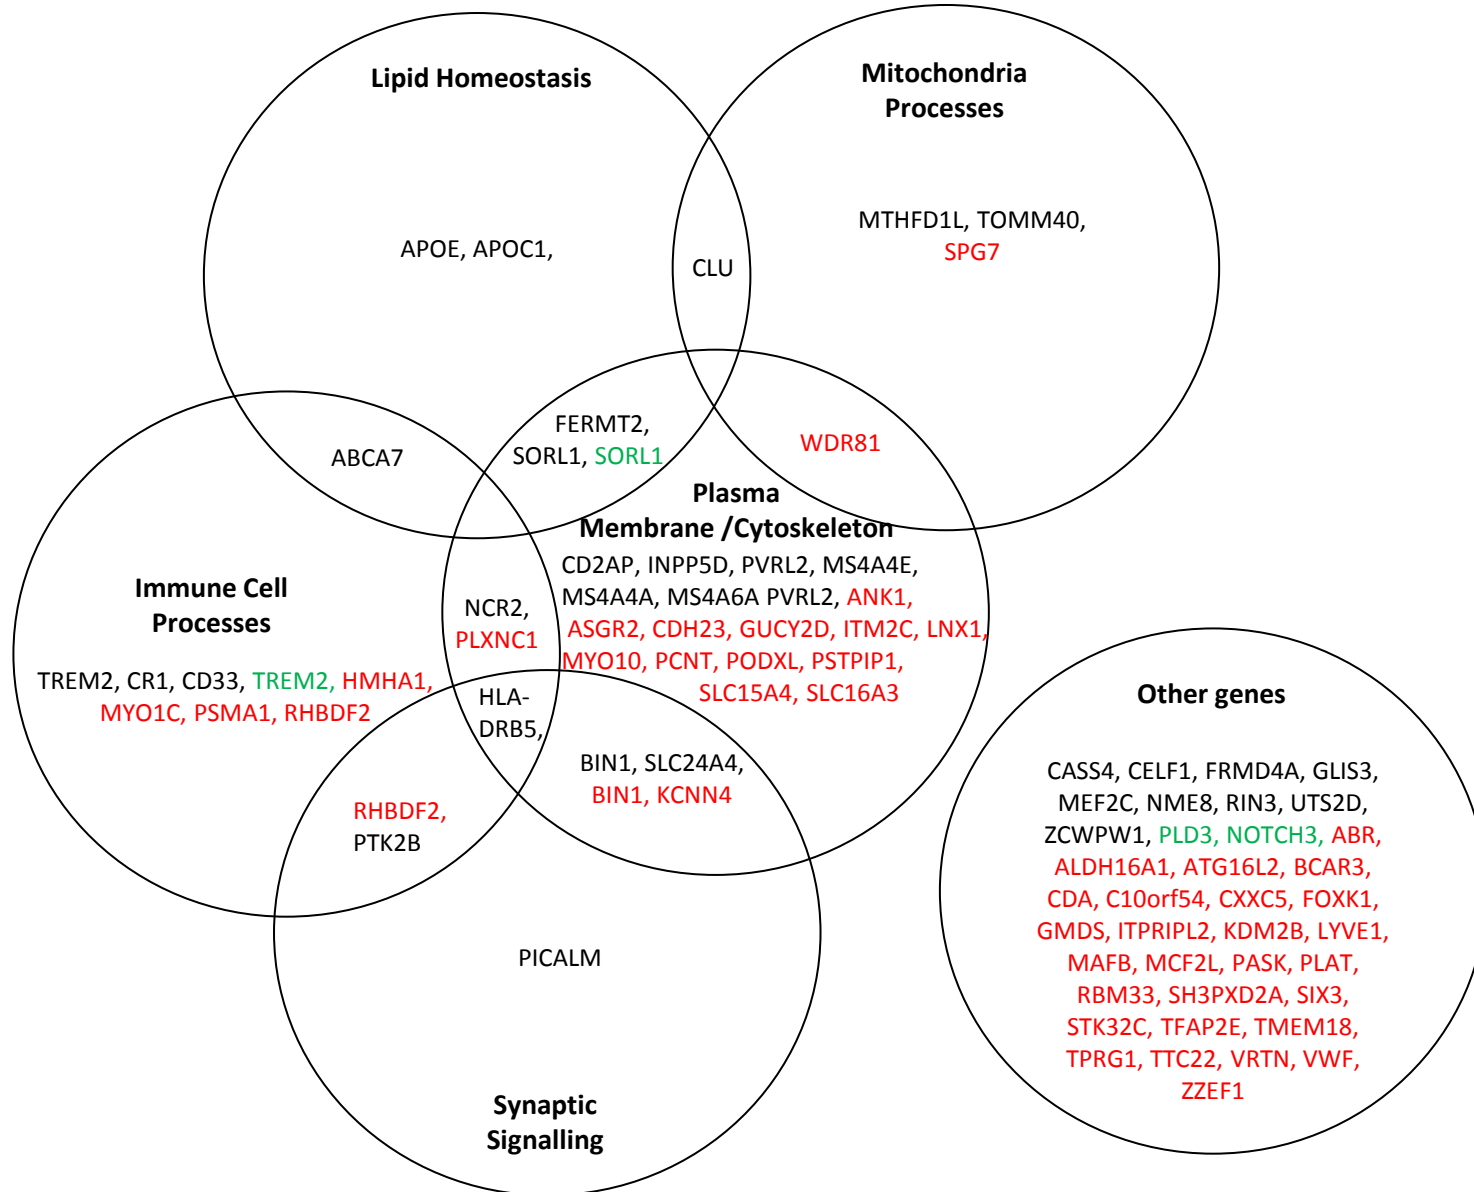 Lipid Homeostasis
Mitochondria
Processes
APOE, APOC1,
CLU
MTHFD1L, TOMM40,
SPG7
ABCA7
FERMT2,
SORL1, SORL1
WDR81
Plasma
Membrane /Cytoskeleton
CD2AP, INPP5D, PVRL2, MS4A4E,
MS4A4A, MS4A6A PVRL2, ANK1,
ASGR2, CDH23, GUCY2D, ITM2C, LNX1,
MYO10, PCNT, PODXL, PSTPIP1,
SLC15A4, SLC16A3
Immune Cell
Processes
TREM2, CR1, CD33, TREM2, HMHA1,
MYO1C, PSMA1, RHBDF2
NCR2,
PLXNC1
HLA-
DRB5,
BIN1, SLC24A4,
BIN1, KCNN4
RHBDF2,
PTK2B
PICALM
Synaptic
Signalling
Other genes
CASS4, CELF1, FRMD4A, GLIS3,
MEF2C, NME8, RIN3, UTS2D,
ZCWPW1, PLD3, NOTCH3, ABR,
ALDH16A1, ATG16L2, BCAR3,
CDA, C10orf54, CXXC5, FOXK1,
GMDS, ITPRIPL2, KDM2B, LYVE1,
MAFB, MCF2L, PASK, PLAT,
RBM33, SH3PXD2A, SIX3,
STK32C, TFAP2E, TMEM18,
TPRG1, TTC22, VRTN, VWF,
ZZEF1